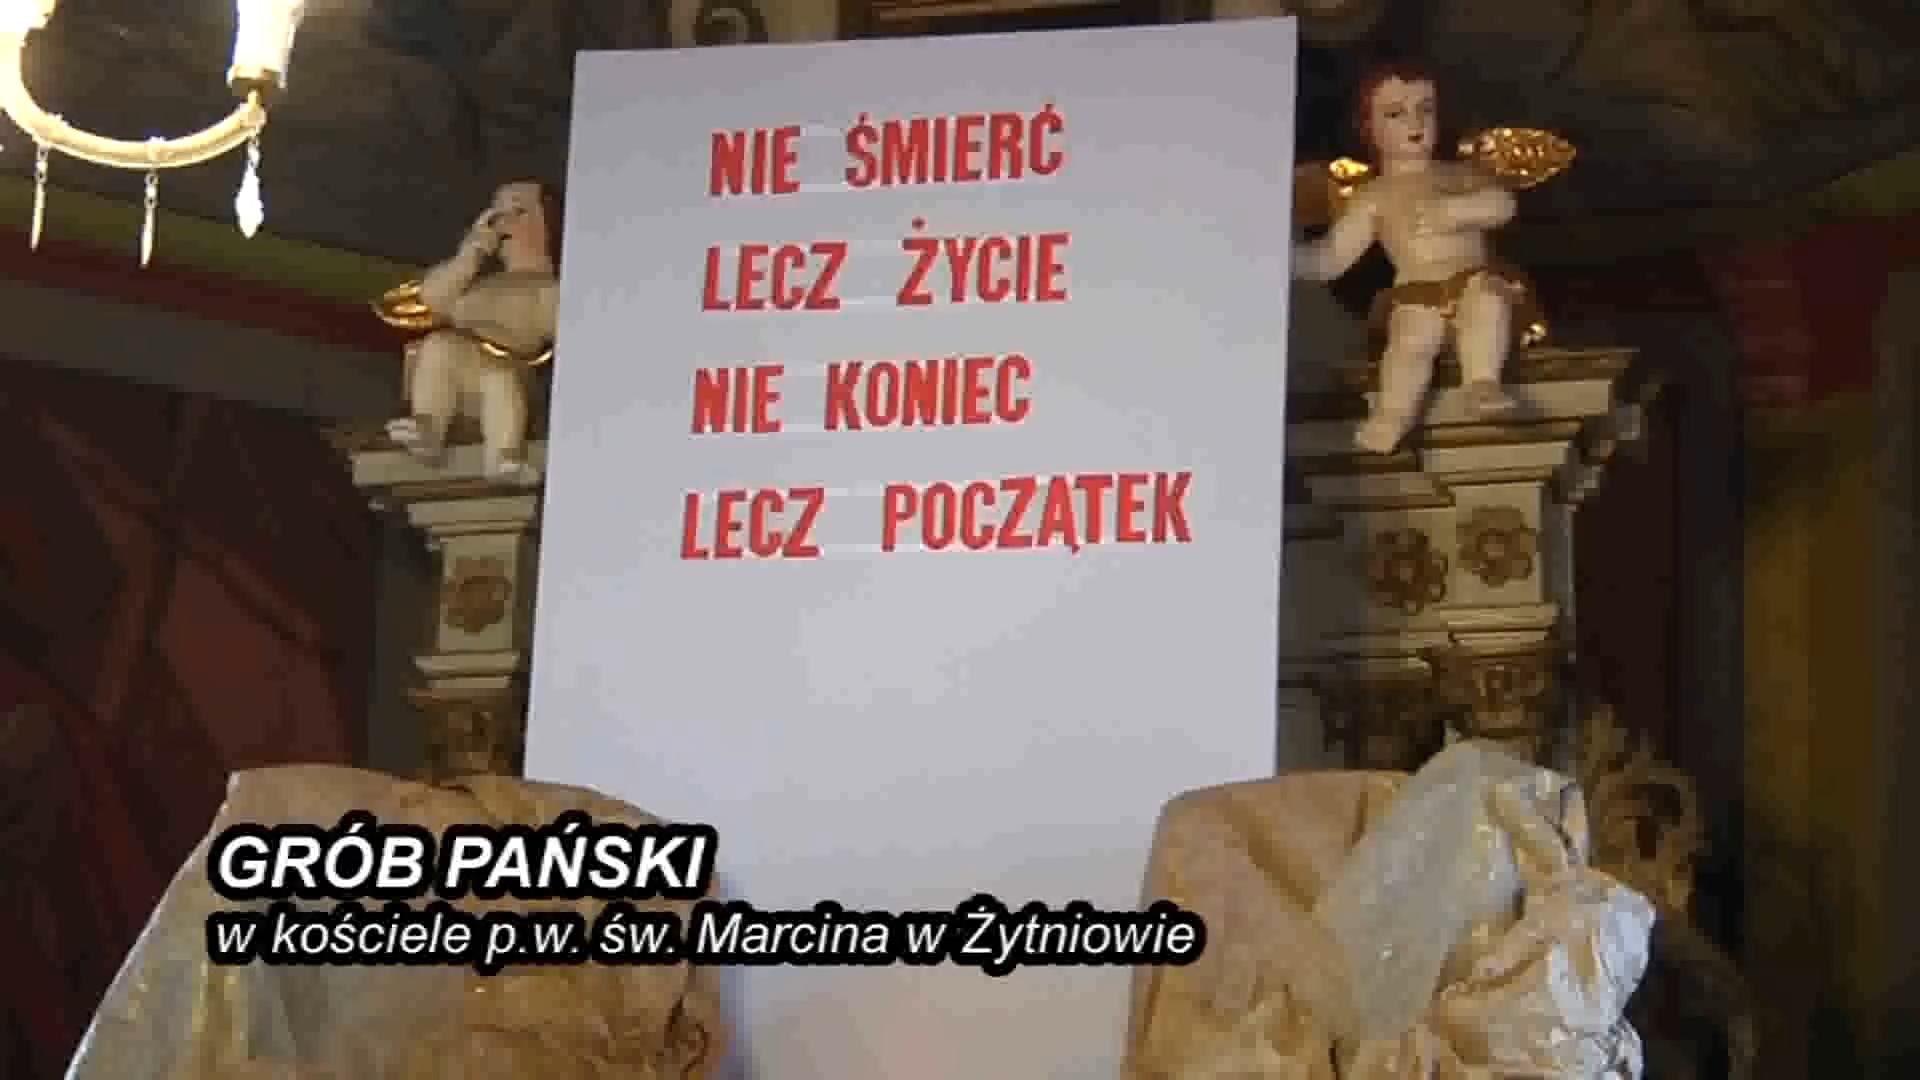 NIE ŚMIERĆ
LECZ ŻYCIE
NIE KONIEC
LECZ POCZĄTEK
GRÓB PAŃSKI
w kościele p.w. św. Marcina w Żytniowie